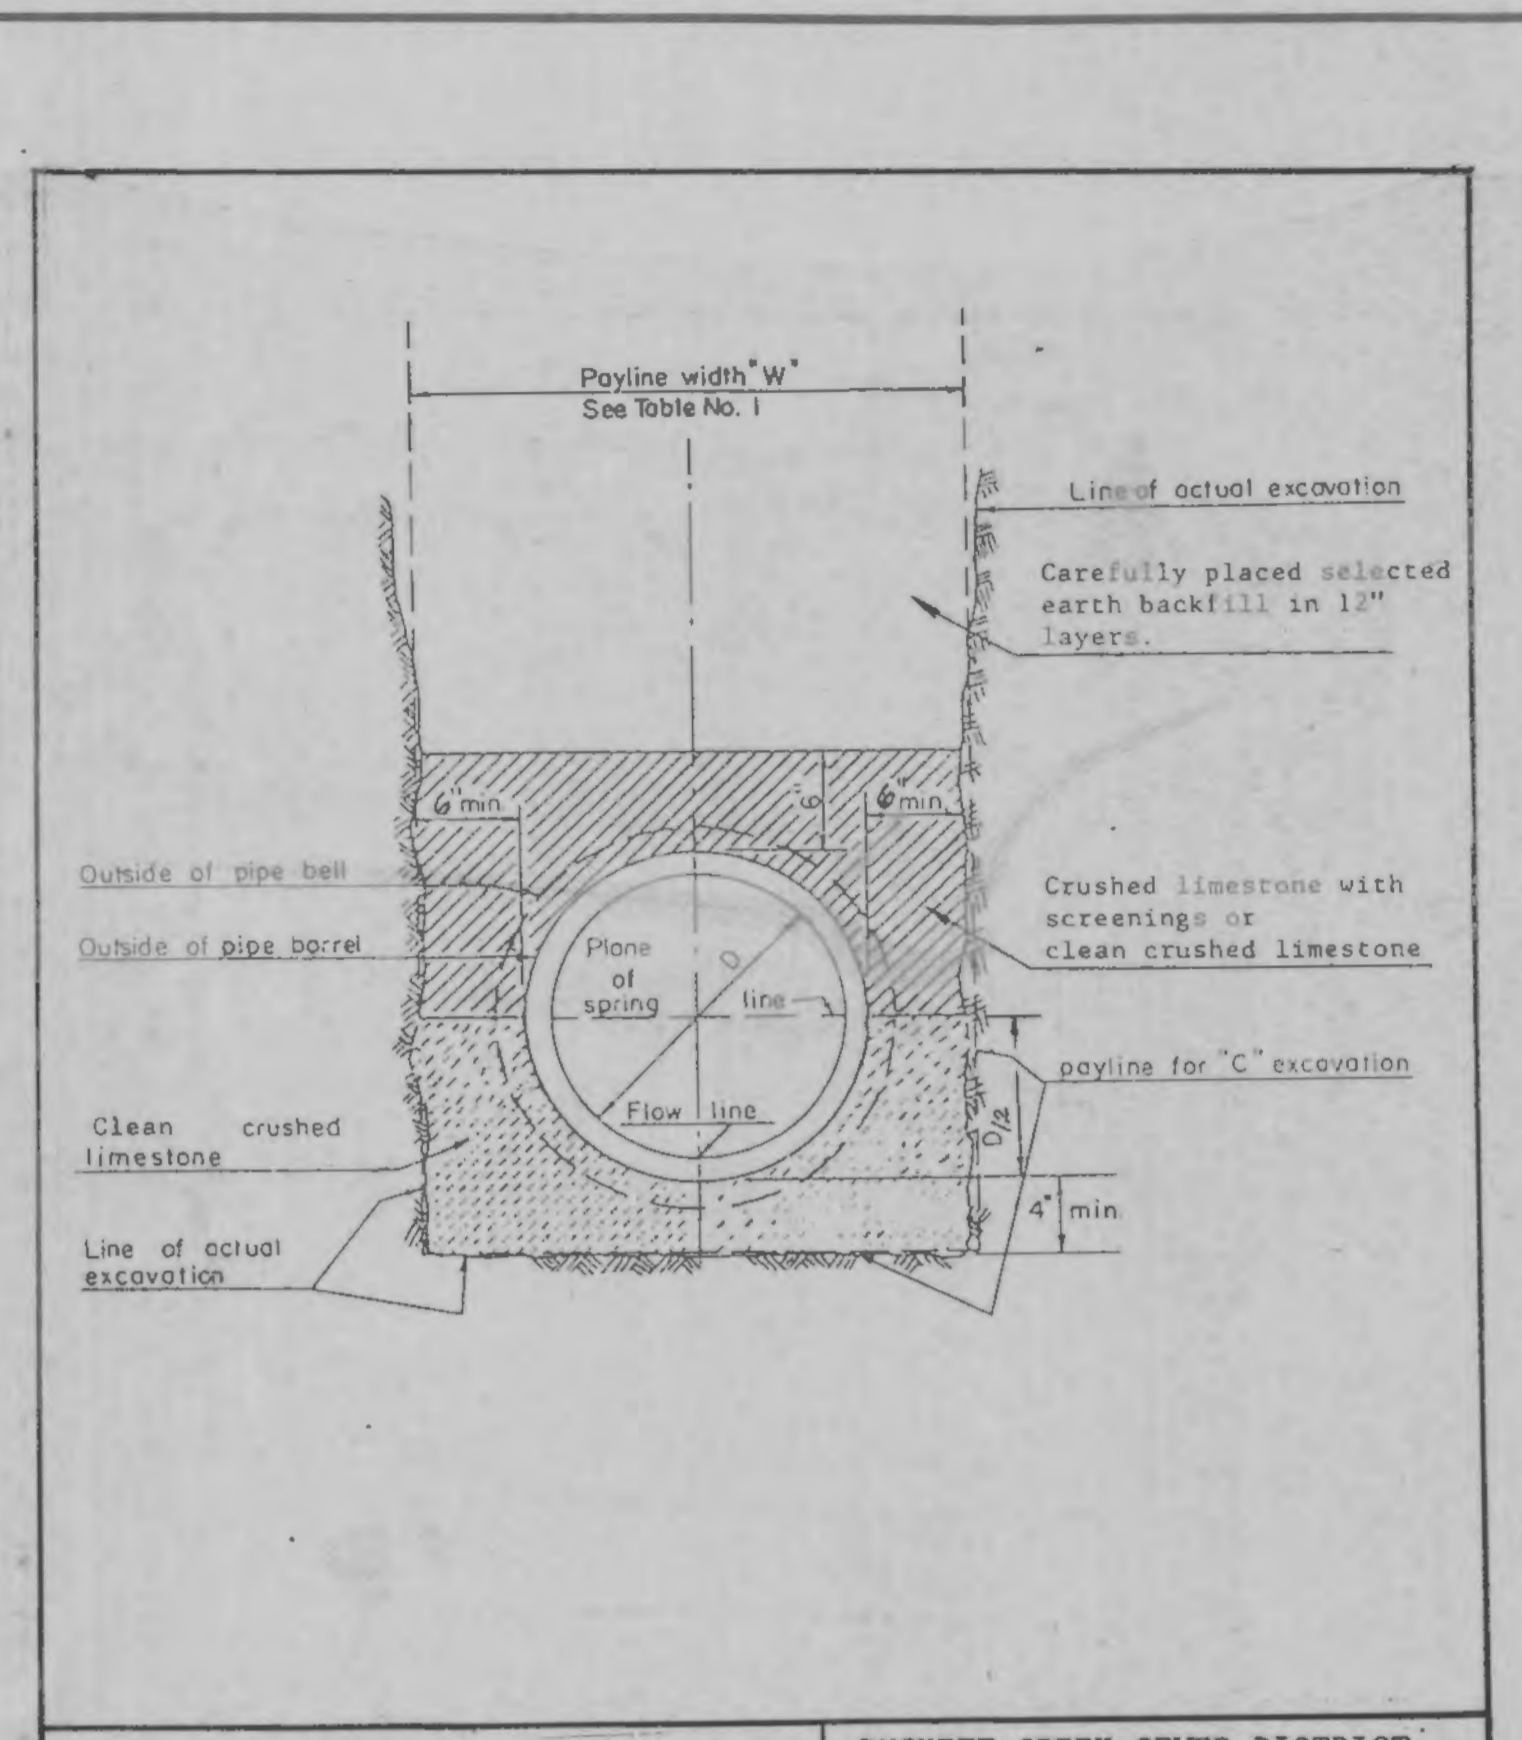 Payline width "W"
See Table No. 1
Line of actual excavation
Carefully placed selected
earth backfill in 12"
layers.
6" min
6"
6" min
Outside of pipe bell
Outside of pipe barrel
Crushed limestone with
screenings or
clean crushed limestone
Plane
of
spring
line
D
payline for "C" excavation
Flow line
D/2
Clean crushed
limestone
4" min
Line of actual
excavation
CREEK SEWER DISTRICT